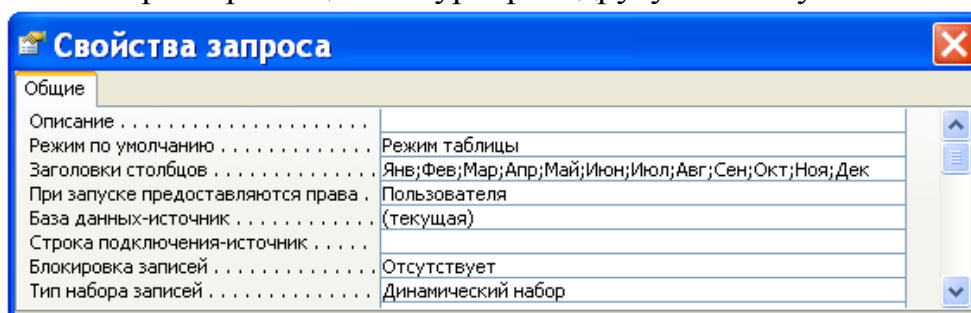 Свойства запроса
Общие
Описание . . . . . . . . . . . . . . . . . . . . . .
Режим по умолчанию . . . . . . . . . . . . . Режим таблицы
Заголовки столбцов . . . . . . . . . . . . . . Янв;Фев;Мар;Апр;Май;Июн;Июл;Авг;Сен;Окт;Ноя;Дек
При запуске предоставляются права . Пользователя
База данных-источник . . . . . . . . . . . . (текущая)
Строка подключения-источник . . . . .
Блокировка записей . . . . . . . . . . . . . . Отсутствует
Тип набора записей . . . . . . . . . . . . . . Динамический набор